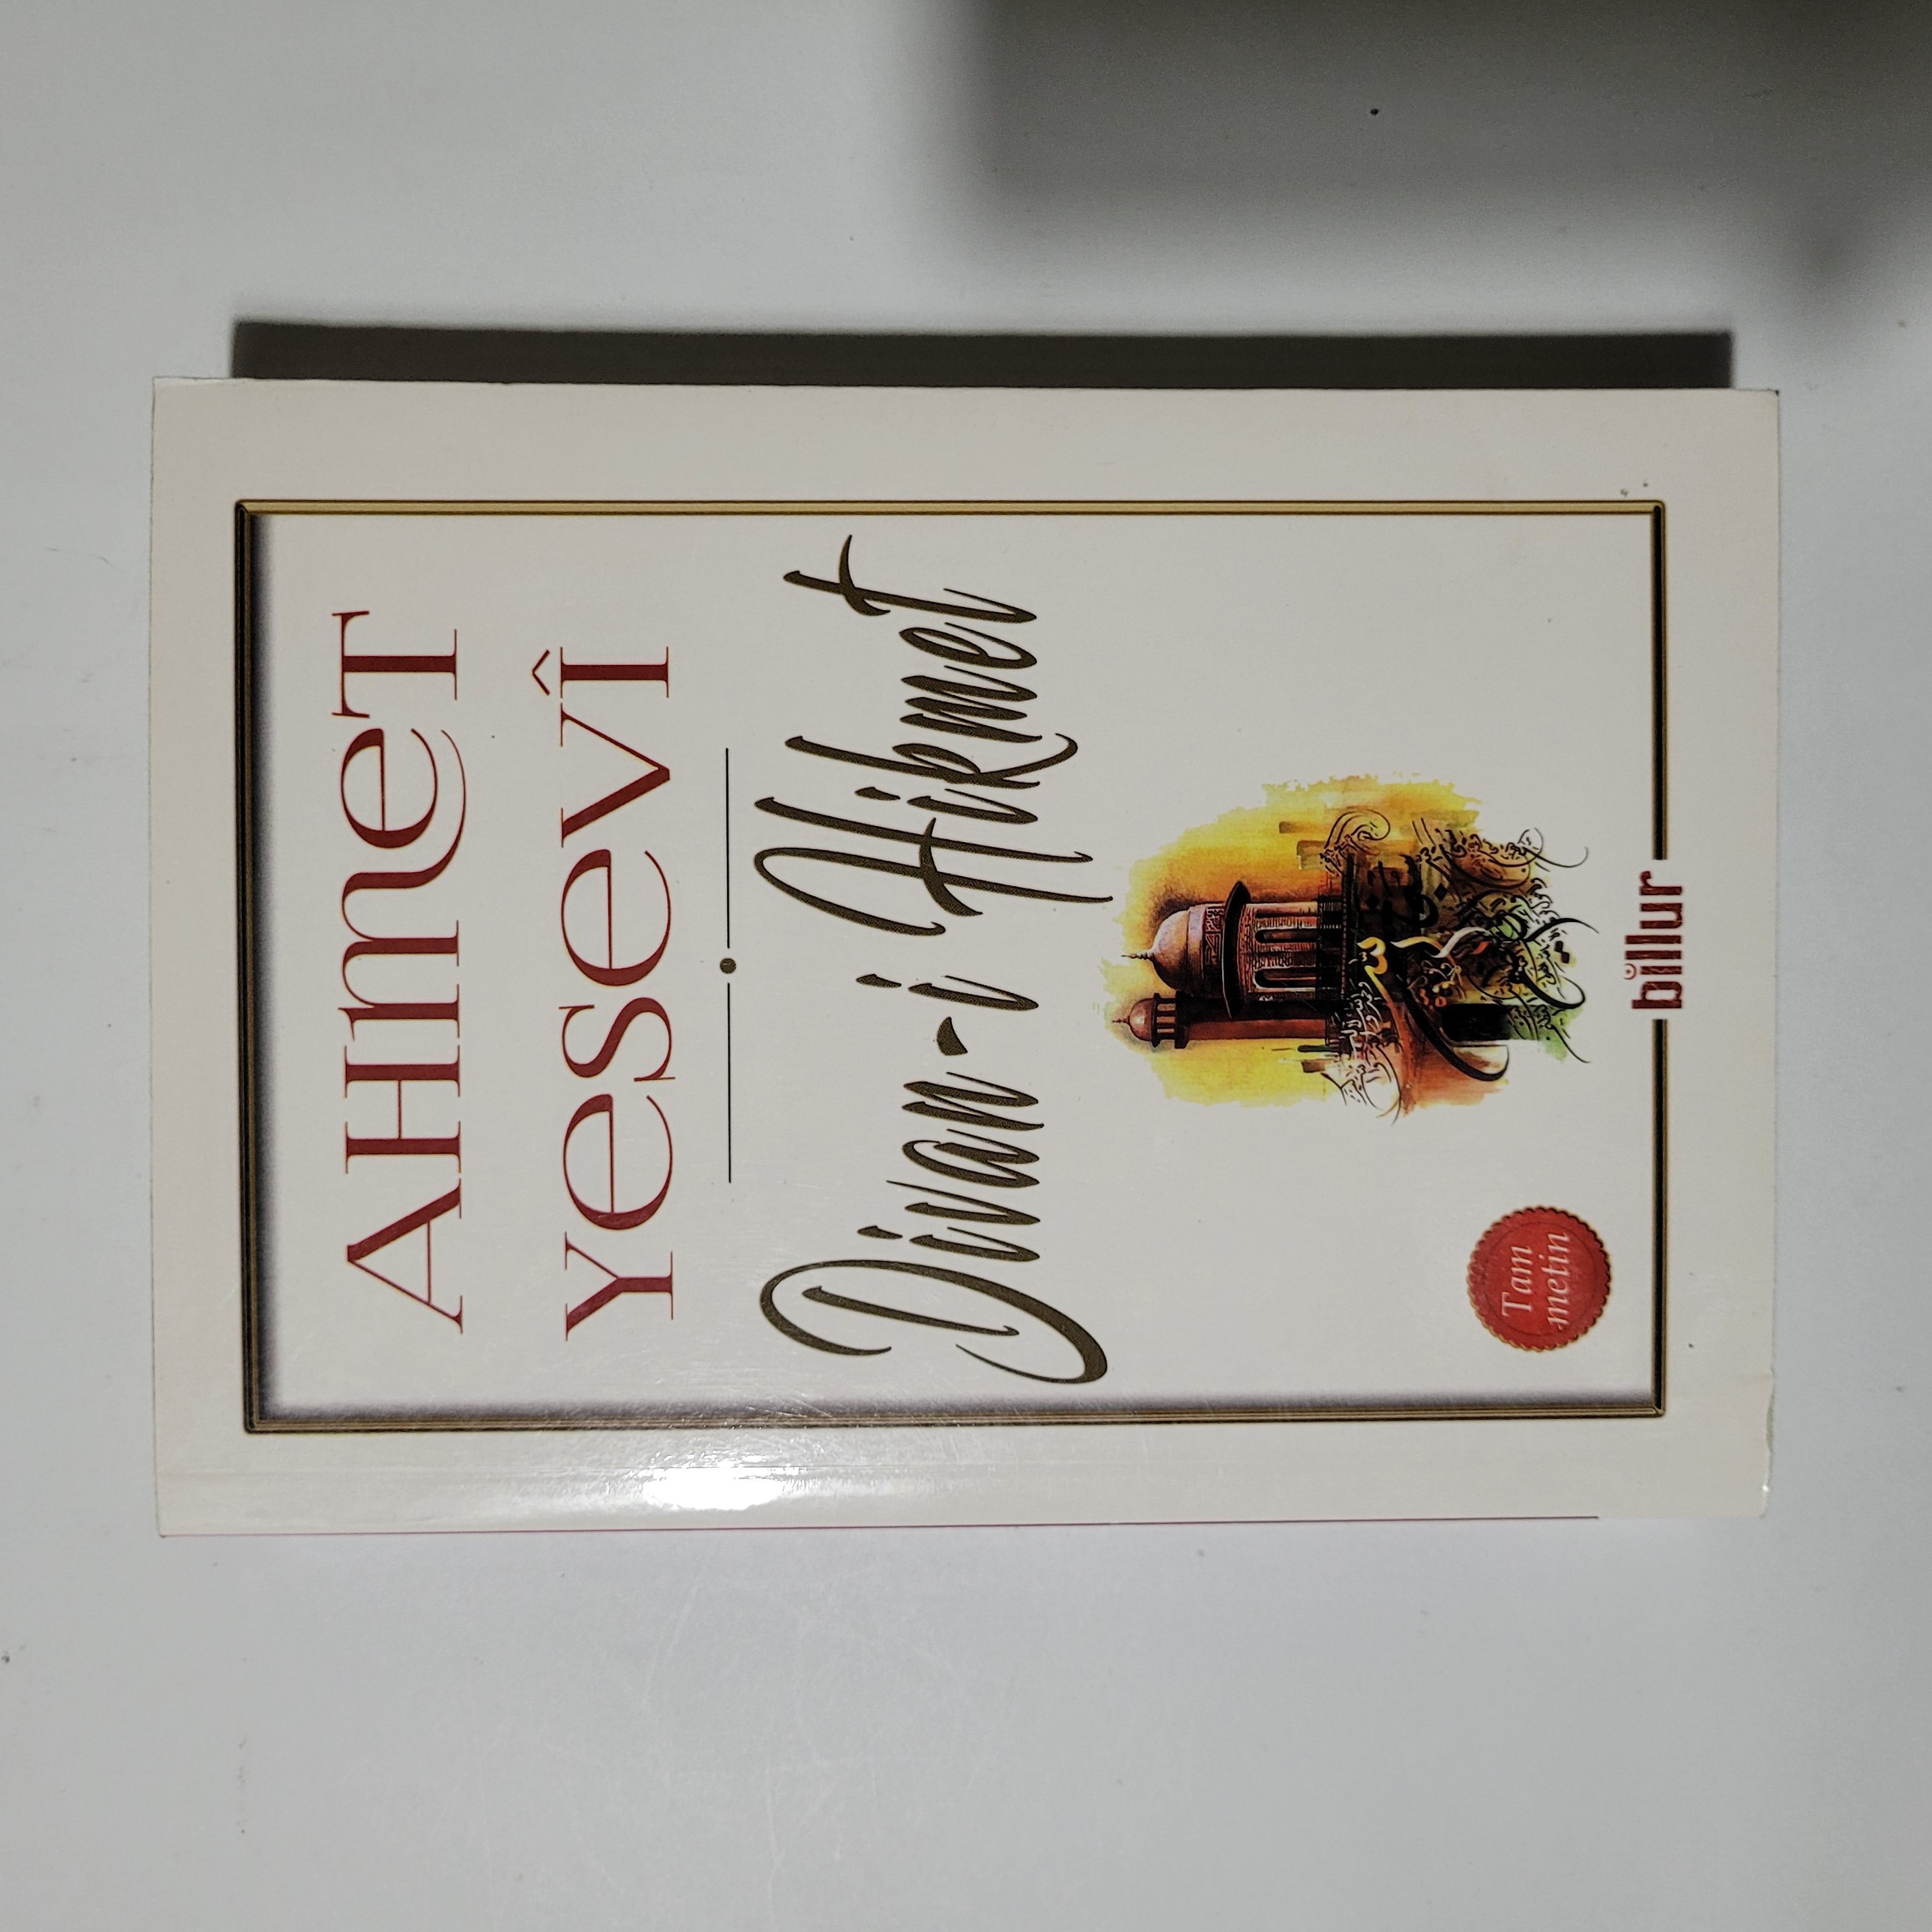 AHmeT
Yesevî
Divan-i Hikmet
Tam
metin
billur